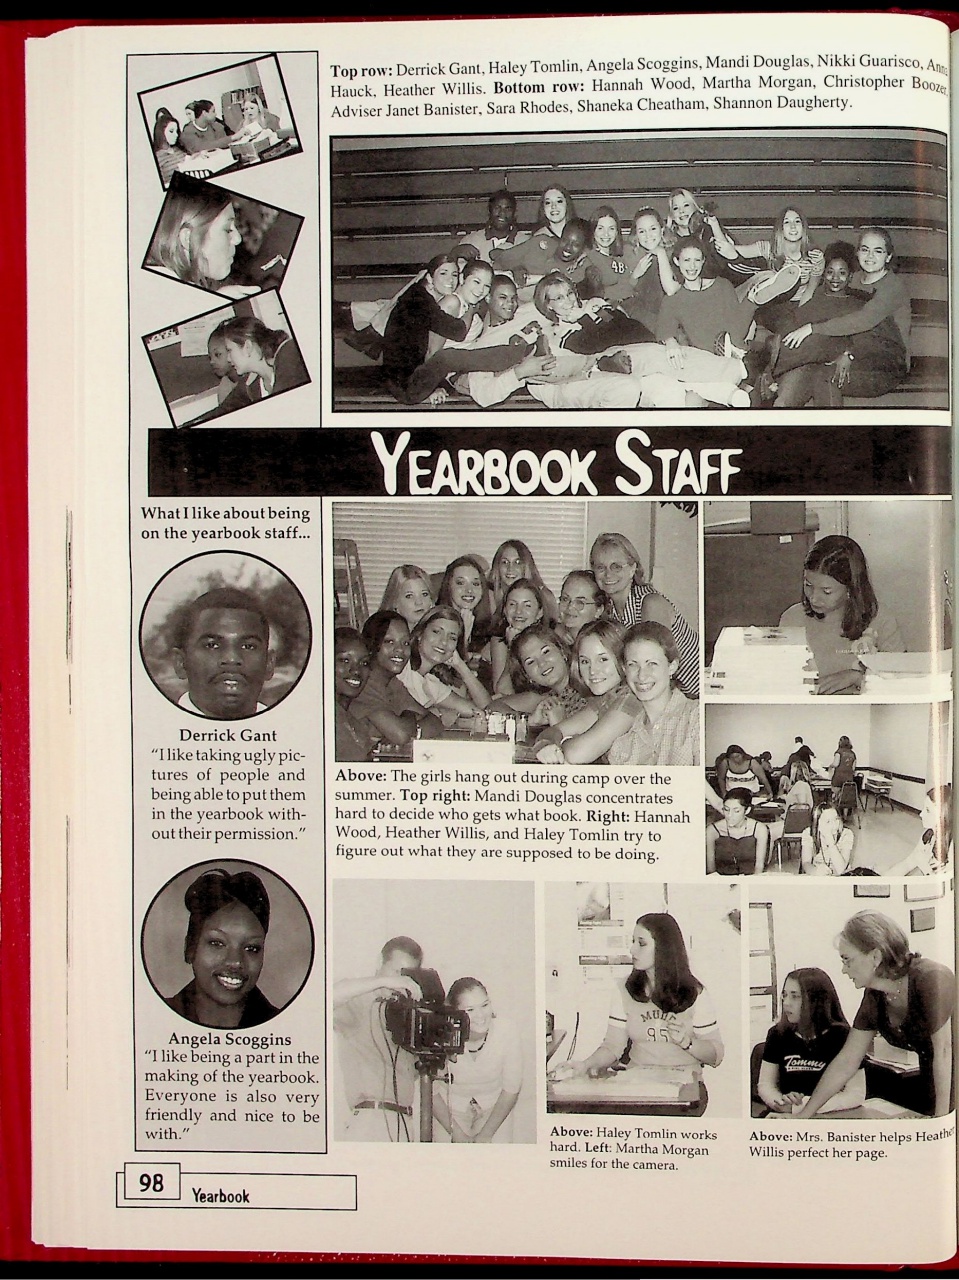 Top row: Derrick Gant, Haley Tomlin, Angela Scoggins, Mandi Douglas, Nikki Guarisco, Anna
Hauck, Heather Willis. Bottom row: Hannah Wood, Martha Morgan, Christopher Boozer,
Adviser Janet Banister, Sara Rhodes, Shaneka Cheatham, Shannon Daugherty.
48
YEARBOOK STAFF
What I like about being
on the yearbook staff...
Derrick Gant
"I like taking ugly pic-
tures of people and
being able to put them
in the yearbook with-
out their permission."
Above: The girls hang out during camp over the
summer. Top right: Mandi Douglas concentrates
hard to decide who gets what book. Right: Hannah
Wood, Heather Willis, and Haley Tomlin try to
figure out what they are supposed to be doing.
Angela Scoggins
"I like being a part in the
making of the yearbook.
Everyone is also very
friendly and nice to be
with."
95
Tommy
Above: Haley Tomlin works
hard. Left: Martha Morgan
smiles for the camera.
Above: Mrs. Banister helps Heather
Willis perfect her page.
98
Yearbook